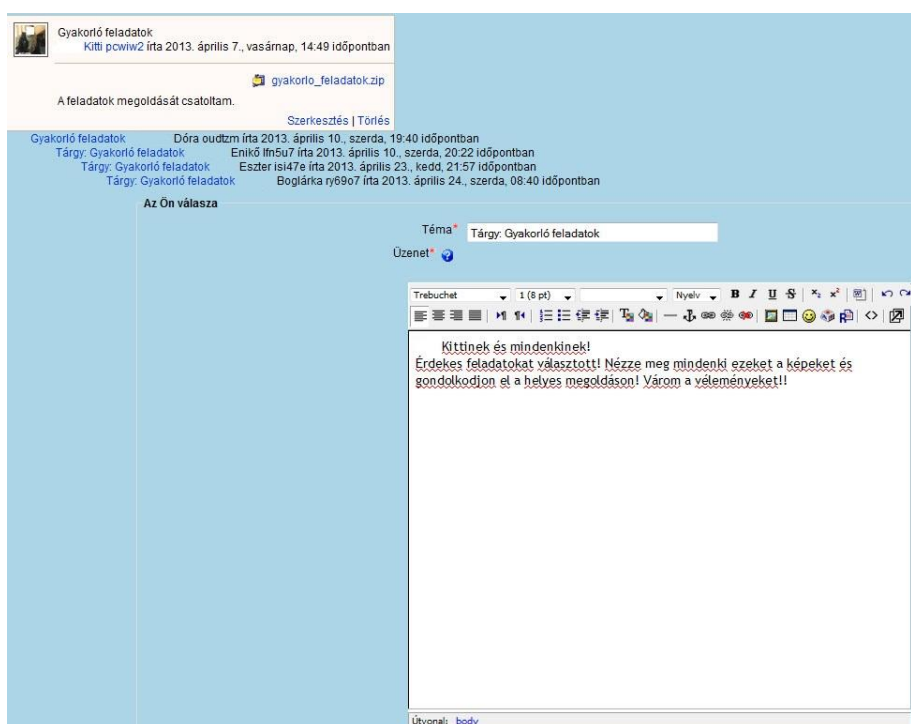 Gyakorló feladatok
Kitti pcwiw2 írta 2013. április 7., vasárnap, 14:49 időpontban
gyakorlo_feladatok.zip
A feladatok megoldását csatoltam.
Szerkesztés | Törlés
Gyakorló feladatok Dóra oudtzm írta 2013. április 10., szerda, 19:40 időpontban
Tárgy: Gyakorló feladatok Enikő lfn5u7 írta 2013. április 10., szerda, 20:22 időpontban
Tárgy: Gyakorló feladatok Eszter isi47e írta 2013. április 23., kedd, 21:57 időpontban
Tárgy: Gyakorló feladatok Boglárka ry69o7 írta 2013. április 24., szerda, 08:40 időpontban
Az Ön válasza
Téma* Tárgy: Gyakorló feladatok
Üzenet*
Trebuchet 1 (8 pt) Nyelv B I U S x₂ x²
Kittinek és mindenkinek!
Érdekes feladatokat választott! Nézze meg mindenki ezeket a képeket és
gondolkodjon el a helyes megoldáson! Várom a véleményeket!!
Útvonal: body